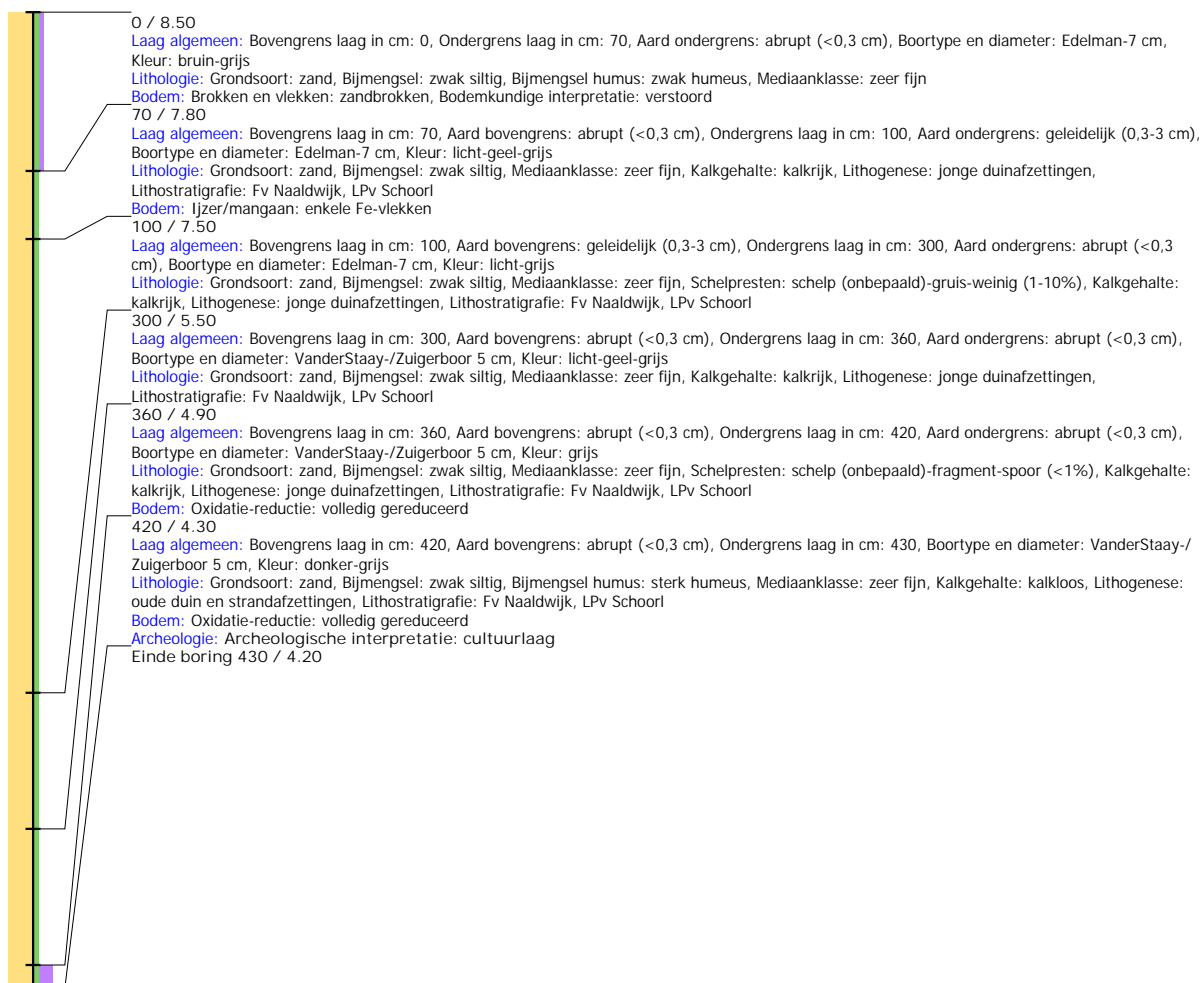 0 / 8.50
Laag algemeen: Bovengrens laag in cm: 0, Ondergrens laag in cm: 70, Aard ondergrens: abrupt (<0,3 cm), Boortype en diameter: Edelman-7 cm,
Kleur: bruin-grijs
Lithologie: Grondsoort: zand, Bijmengsel: zwak siltig, Bijmengsel humus: zwak humeus, Mediaanklasse: zeer fijn
Bodem: Brokken en vlekken: zandbrokken, Bodemkundige interpretatie: verstoord
70 / 7.80
Laag algemeen: Bovengrens laag in cm: 70, Aard bovengrens: abrupt (<0,3 cm), Ondergrens laag in cm: 100, Aard ondergrens: geleidelijk (0,3-3 cm),
Boortype en diameter: Edelman-7 cm, Kleur: licht-geel-grijs
Lithologie: Grondsoort: zand, Bijmengsel: zwak siltig, Mediaanklasse: zeer fijn, Kalkgehalte: kalkrijk, Lithogenese: jonge duinafzettingen,
Lithostratigrafie: Fv Naaldwijk, LPv Schoorl
Bodem: Ijzer/mangaan: enkele Fe-vlekken
100 / 7.50
Laag algemeen: Bovengrens laag in cm: 100, Aard bovengrens: geleidelijk (0,3-3 cm), Ondergrens laag in cm: 300, Aard ondergrens: abrupt (<0,3
cm), Boortype en diameter: Edelman-7 cm, Kleur: licht-grijs
Lithologie: Grondsoort: zand, Bijmengsel: zwak siltig, Mediaanklasse: zeer fijn, Schelpresten: schelp (onbepaald)-gruis-weinig (1-10%), Kalkgehalte:
kalkrijk, Lithogenese: jonge duinafzettingen, Lithostratigrafie: Fv Naaldwijk, LPv Schoorl
300 / 5.50
Laag algemeen: Bovengrens laag in cm: 300, Aard bovengrens: abrupt (<0,3 cm), Ondergrens laag in cm: 360, Aard ondergrens: abrupt (<0,3 cm),
Boortype en diameter: VanderStaay-/Zuigerboor 5 cm, Kleur: licht-geel-grijs
Lithologie: Grondsoort: zand, Bijmengsel: zwak siltig, Mediaanklasse: zeer fijn, Kalkgehalte: kalkrijk, Lithogenese: jonge duinafzettingen,
Lithostratigrafie: Fv Naaldwijk, LPv Schoorl
360 / 4.90
Laag algemeen: Bovengrens laag in cm: 360, Aard bovengrens: abrupt (<0,3 cm), Ondergrens laag in cm: 420, Aard ondergrens: abrupt (<0,3 cm),
Boortype en diameter: VanderStaay-/Zuigerboor 5 cm, Kleur: grijs
Lithologie: Grondsoort: zand, Bijmengsel: zwak siltig, Mediaanklasse: zeer fijn, Schelpresten: schelp (onbepaald)-fragment-spoor (<1%), Kalkgehalte:
kalkrijk, Lithogenese: jonge duinafzettingen, Lithostratigrafie: Fv Naaldwijk, LPv Schoorl
Bodem: Oxidatie-reductie: volledig gereduceerd
420 / 4.30
Laag algemeen: Bovengrens laag in cm: 420, Aard bovengrens: abrupt (<0,3 cm), Ondergrens laag in cm: 430, Boortype en diameter: VanderStaay-/
Zuigerboor 5 cm, Kleur: donker-grijs
Lithologie: Grondsoort: zand, Bijmengsel: zwak siltig, Bijmengsel humus: sterk humeus, Mediaanklasse: zeer fijn, Kalkgehalte: kalkloos, Lithogenese:
oude duin en strandafzettingen, Lithostratigrafie: Fv Naaldwijk, LPv Schoorl
Bodem: Oxidatie-reductie: volledig gereduceerd
Archeologie: Archeologische interpretatie: cultuurlaag
Einde boring 430 / 4.20